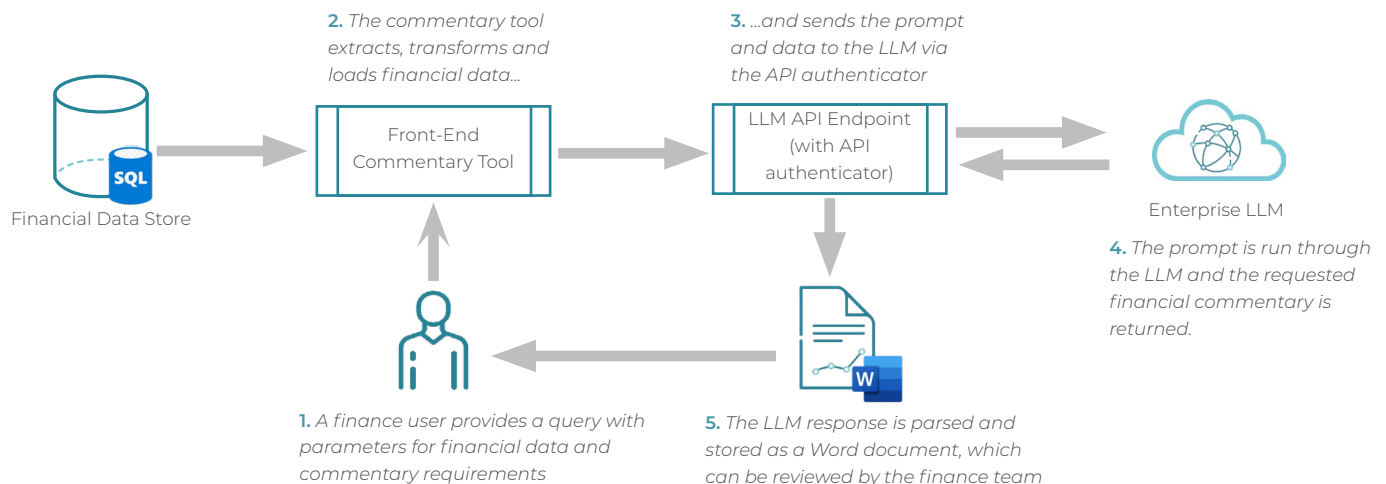 2. The commentary tool
extracts, transforms and
loads financial data...
3. ...and sends the prompt
and data to the LLM via
the API authenticator
Front-End
Commentary Tool
LLM API Endpoint
(with API
authenticator)
SQL
Financial Data Store
Enterprise LLM
4. The prompt is run through
the LLM and the requested
financial commentary is
returned.
W
1. A finance user provides a query with
parameters for financial data and
commentary requirements
5. The LLM response is parsed and
stored as a Word document, which
can be reviewed by the finance team